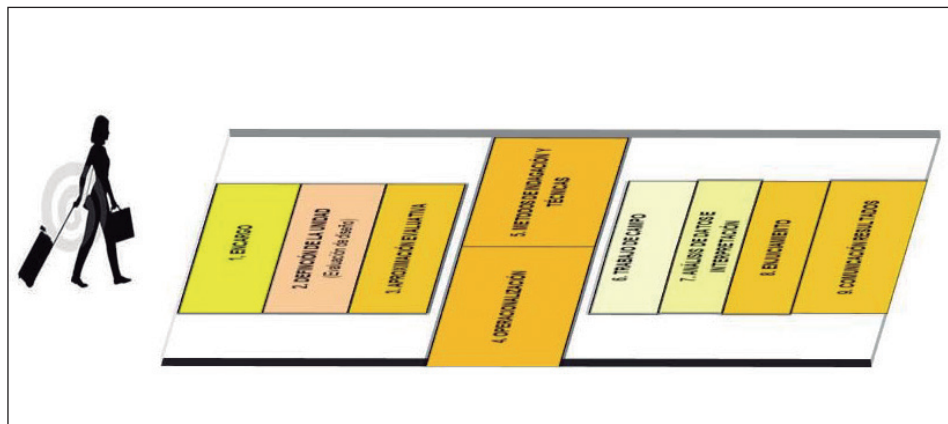 1. ENCARGO
2. DEFINICIÓN DE LA UNIDAD
(Evaluación de diseño)
3. APROXIMACIÓN EVALUATIVA
4. OPERACIONALIZACIÓN
5. METODOS DE INDAGACIÓN Y
TÉCNICAS
6. TRABAJO DE CAMPO
7. ANÁLISIS DE DATOS E
INTERPRETACIÓN
8. ENJUICIAMIENTO
9. COMUNICACIÓN RESULTADOS